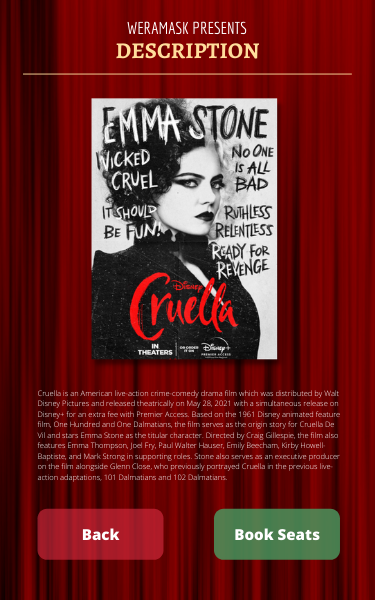 WERAMASK PRESENTS
DESCRIPTION
EMMA STONE
WICKED
CRUEL
NO ONE
IS ALL
BAD
IT SHOULD
BE FUN!
RUTHLESS
RELENTLESS
READY FOR
REVENGE
Disney
Cruella
IN
THEATERS
OR ORDER
IT ON
Disney+
PREMIER ACCESS
Cruella is an American live-action crime-comedy drama film which was distributed by Walt
Disney Pictures and released theatrically on May 28, 2021 with a simultaneous release on
Disney+ for an extra fee with Premier Access. Based on the 1961 Disney animated feature
film, One Hundred and One Dalmatians, the film serves as the origin story for Cruella De
Vil and stars Emma Stone as the titular character. Directed by Craig Gillespie, the film also
features Emma Thompson, Joel Fry, Paul Walter Hauser, Emily Beecham, Kirby Howell-
Baptiste, and Mark Strong in supporting roles. Stone also serves as an executive producer
on the film alongside Glenn Close, who previously portrayed Cruella in the previous live-
action adaptations, 101 Dalmatians and 102 Dalmatians.
Back
Book Seats